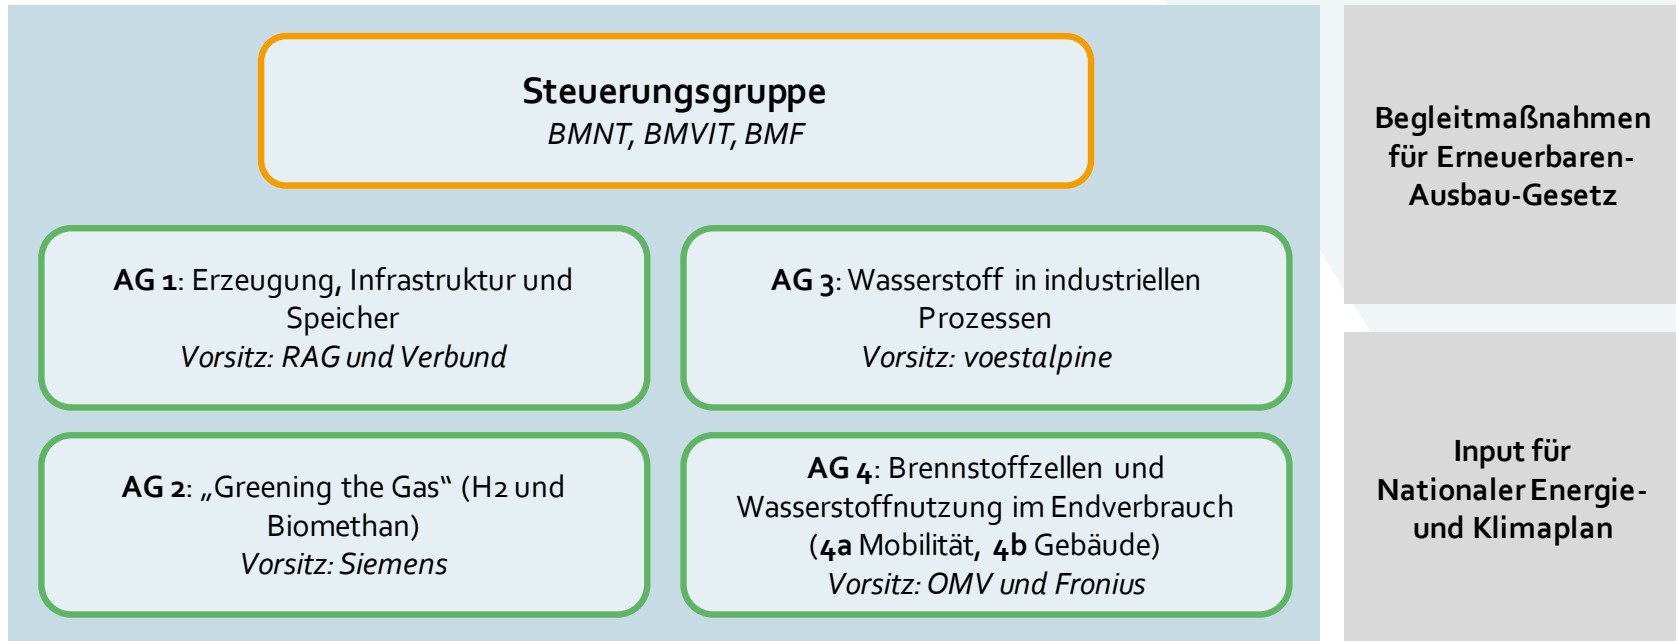 Steuerungsgruppe
BMNT, BMVIT, BMF
AG 1: Erzeugung, Infrastruktur und
Speicher
Vorsitz: RAG und Verbund
AG 3: Wasserstoff in industriellen
Prozessen
Vorsitz: voestalpine
AG 2: „Greening the Gas“ (H2 und
Biomethan)
Vorsitz: Siemens
AG 4: Brennstoffzellen und
Wasserstoffnutzung im Endverbrauch
(4a Mobilität, 4b Gebäude)
Vorsitz: OMV und Fronius
Begleitmaßnahmen
für Erneuerbaren-
Ausbau-Gesetz
Input für
Nationaler Energie-
und Klimaplan